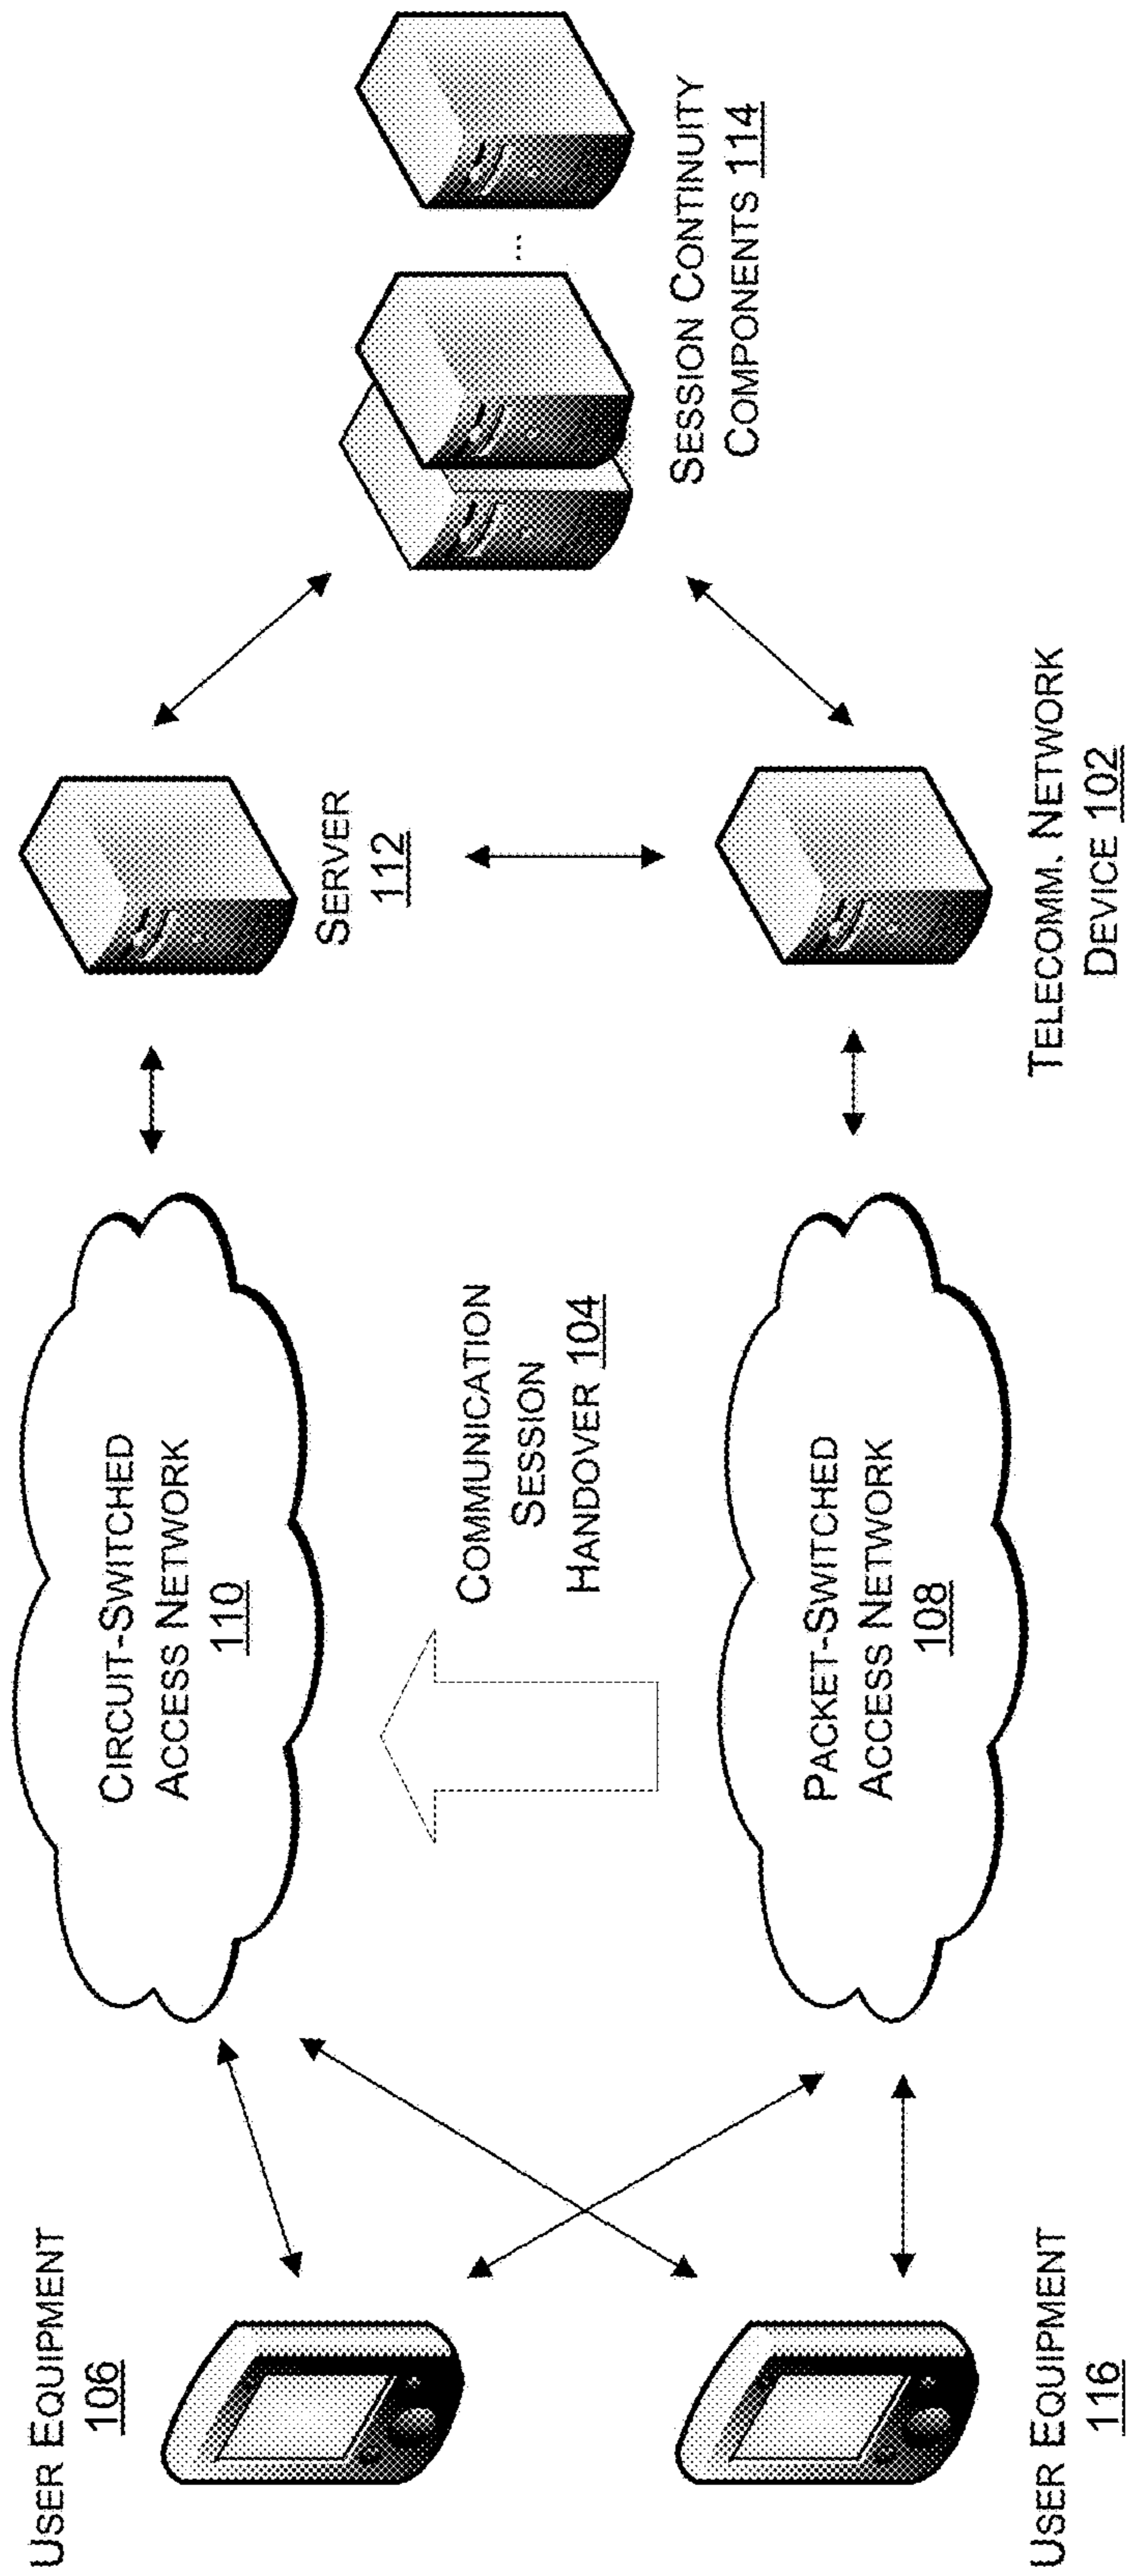 USER EQUIPMENT
106
CIRCUIT-SWITCHED
ACCESS NETWORK
110
SERVER
112
SESSION CONTINUITY
COMPONENTS 114
...
COMMUNICATION
SESSION
HANDOVER 104
PACKET-SWITCHED
ACCESS NETWORK
108
USER EQUIPMENT
116
TELECOMM. NETWORK
DEVICE 102